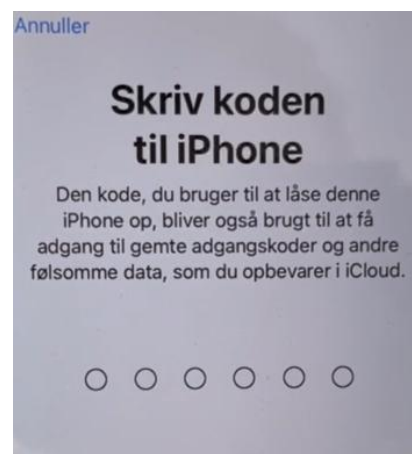 Annuller
Skriv koden
til iPhone
Den kode, du bruger til at låse denne
iPhone op, bliver også brugt til at få
adgang til gemte adgangskoder og andre
følsomme data, som du opbevarer i iCloud.